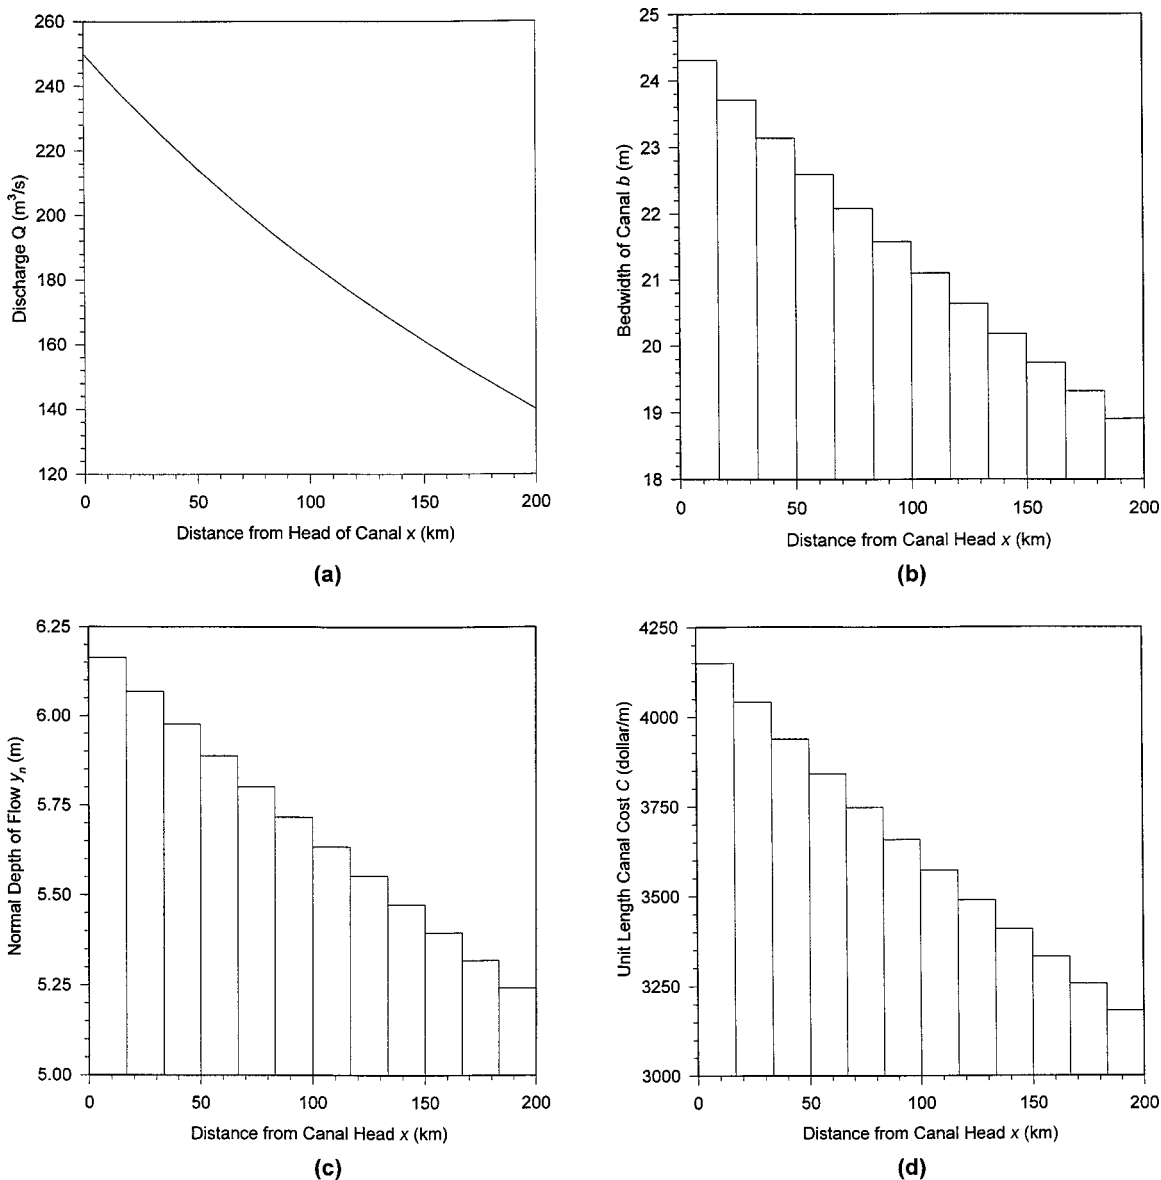 260
240
220
200
180
160
140
120
Discharge Q (m³/s)
0 50 100 150 200
Distance from Head of Canal x (km)
(a)
25
24
23
22
21
20
19
18
Bedwidth of Canal b (m)
0 50 100 150 200
Distance from Canal Head x (km)
(b)
6.25
6.00
5.75
5.50
5.25
5.00
Normal Depth of Flow yₙ (m)
0 50 100 150 200
Distance from Canal Head x (km)
(c)
4250
4000
3750
3500
3250
3000
Unit Length Canal Cost C (dollar/m)
0 50 100 150 200
Distance from Canal Head x (km)
(d)